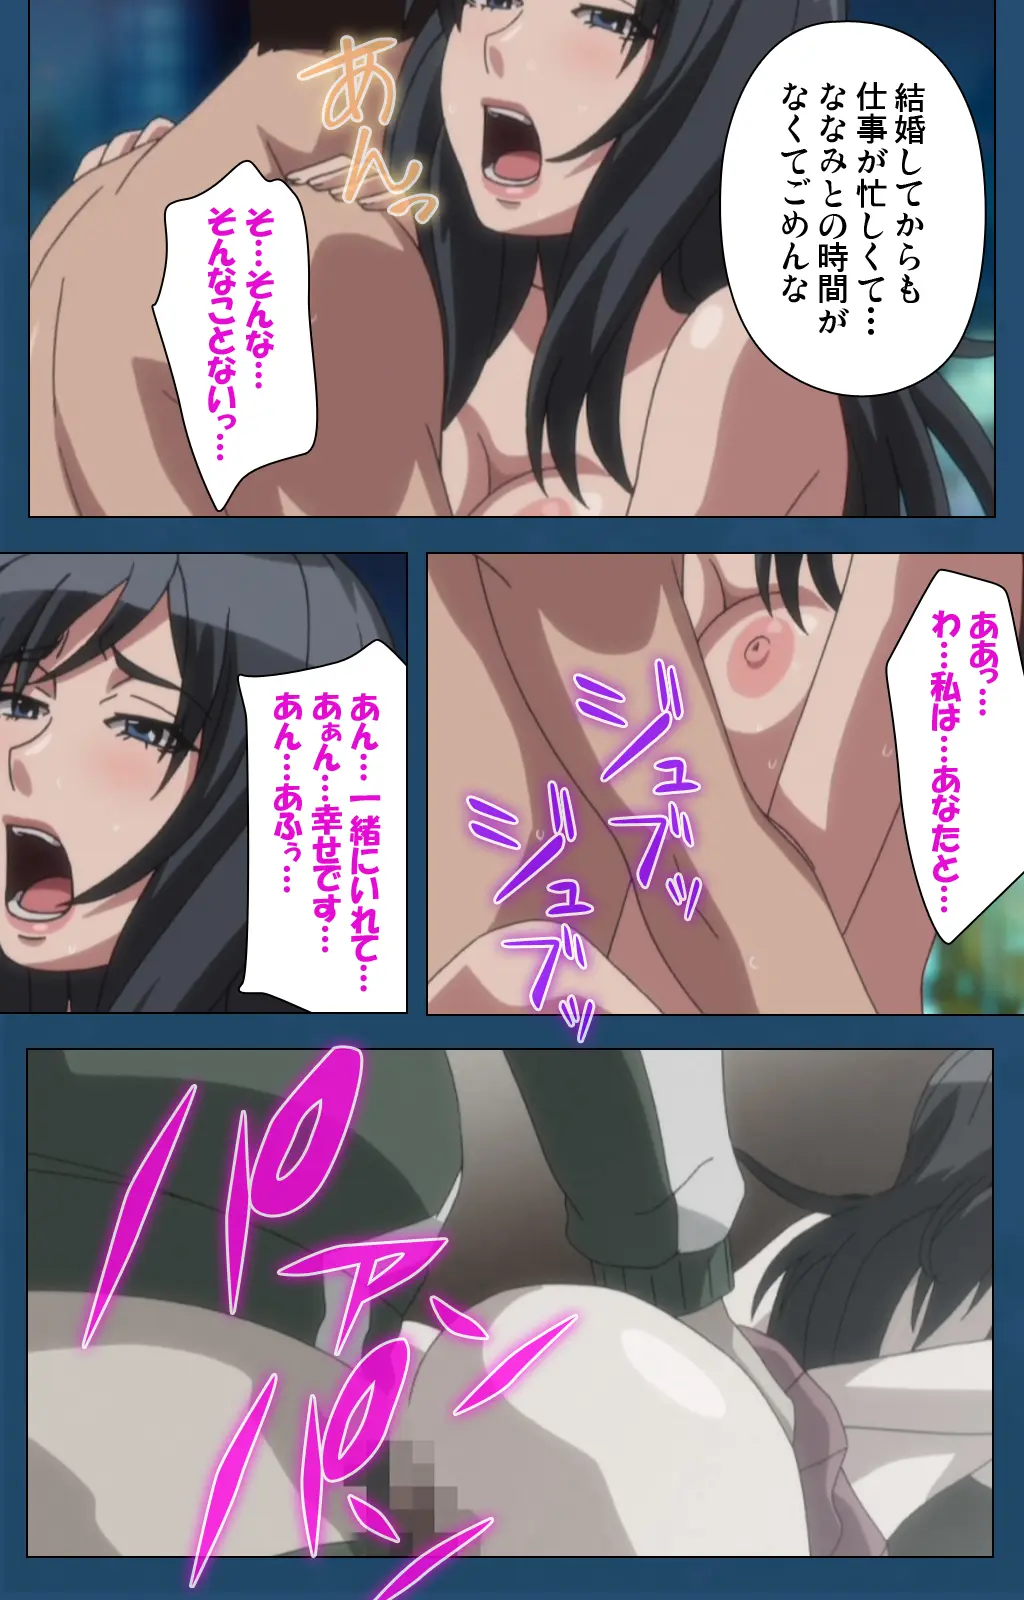 結婚してからも
仕事が忙しくて…
ななみとの時間が
なくてごめんな
あんっ
そ…そんな…
そんなことないっ…
ああっ…
わ…私は…あなたと…
ジュブッ
ジュブッ
あん…一緒にいれて…
あぁん…幸せです…
あん…あふぅ…
パァン
パン